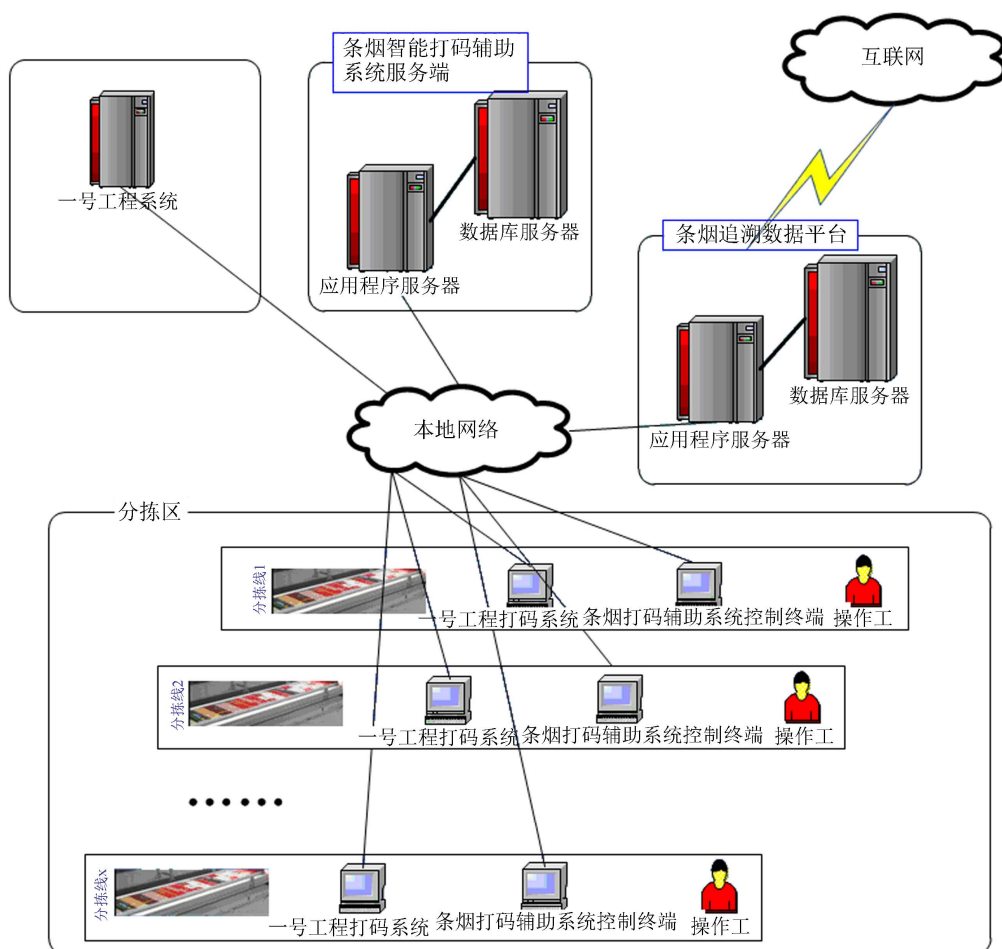 条烟智能打码辅助
系统服务端
互联网
一号工程系统
数据库服务器
应用程序服务器
条烟追溯数据平台
数据库服务器
应用程序服务器
本地网络
分拣区
分拣线1
一号工程打码系统
条烟打码辅助系统控制终端
操作工
分拣线2
一号工程打码系统
条烟打码辅助系统控制终端
操作工
······
分拣线x
一号工程打码系统
条烟打码辅助系统控制终端
操作工